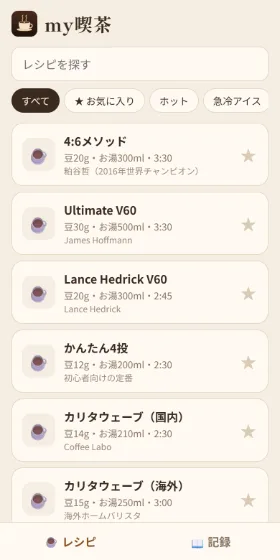 my喫茶
レシピを探す
すべて ★ お気に入り ホット 急冷アイス
4:6メソッド
豆20g・お湯300ml・3:30
粕谷哲（2016年世界チャンピオン）
Ultimate V60
豆30g・お湯500ml・3:30
James Hoffmann
Lance Hedrick V60
豆20g・お湯300ml・2:45
Lance Hedrick
かんたん4投
豆12g・お湯200ml・2:30
初心者向けの定番
カリタウェーブ（国内）
豆14g・お湯210ml・2:30
Coffee Labo
カリタウェーブ（海外）
豆15g・お湯250ml・3:00
海外ホームバリスタ
レシピ 記録